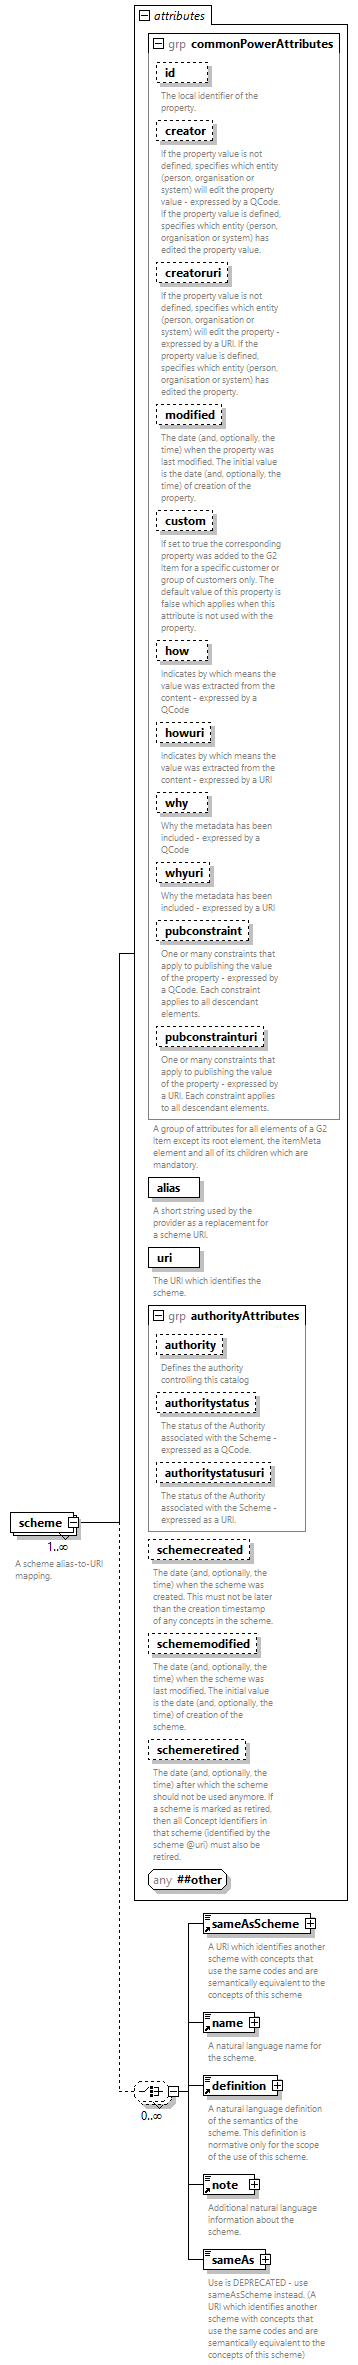 attributes
grp commonPowerAttributes
id
The local identifier of the
property.
creator
If the property value is not
defined, specifies which entity
(person, organisation or
system) will edit the property
value - expressed by a QCode.
If the property value is defined,
specifies which entity (person,
organisation or system) has
edited the property value.
creatoruri
If the property value is not
defined, specifies which entity
(person, organisation or
system) will edit the property -
expressed by a URI. If the
property value is defined,
specifies which entity (person,
organisation or system) has
edited the property.
modified
The date (and, optionally, the
time) when the property was
last modified. The initial value
is the date (and, optionally, the
time) of creation of the
property.
custom
If set to true the corresponding
property was added to the G2
Item for a specific customer or
group of customers only. The
default value of this property is
false which applies when this
attribute is not used with the
property.
how
Indicates by which means the
value was extracted from the
content - expressed by a
QCode
howuri
Indicates by which means the
value was extracted from the
content - expressed by a URI
why
Why the metadata has been
included - expressed by a
QCode
whyuri
Why the metadata has been
included - expressed by a URI
pubconstraint
One or many constraints that
apply to publishing the value
of the property - expressed by
a QCode. Each constraint
applies to all descendant
elements.
pubconstrainturi
One or many constraints that
apply to publishing the value
of the property - expressed by
a URI. Each constraint applies
to all descendant elements.
A group of attributes for all elements of a G2
Item except its root element, the itemMeta
element and all of its children which are
mandatory.
alias
A short string used by the
provider as a replacement for
a scheme URI.
uri
The URI which identifies the
scheme.
grp authorityAttributes
authority
Defines the authority
controlling this catalog
authoritystatus
The status of the Authority
associated with the Scheme -
expressed as a QCode.
authoritystatusuri
The status of the Authority
associated with the Scheme -
expressed as a URI.
scheme
1..∞
A scheme alias-to-URI
mapping.
schemecreated
The date (and, optionally, the
time) when the scheme was
created. This must not be later
than the creation timestamp
of any concepts in the scheme.
schememodified
The date (and, optionally, the
time) when the scheme was
last modified. The initial value
is the date (and, optionally, the
time) of creation of the
scheme.
schemeretired
The date (and, optionally, the
time) after which the scheme
should not be used anymore. If
a scheme is marked as retired,
then all Concept Identifiers in
that scheme (identified by the
scheme @uri) must also be
retired.
any ##other
sameAsScheme
A URI which identifies another
scheme with concepts that
use the same codes and are
semantically equivalent to the
concepts of this scheme
name
A natural language name for
the scheme.
0..∞
definition
A natural language definition
of the semantics of the
scheme. This definition is
normative only for the scope
of the use of this scheme.
note
Additional natural language
information about the
scheme.
sameAs
Use is DEPRECATED - use
sameAsScheme instead. (A
URI which identifies another
scheme with concepts that
use the same codes and are
semantically equivalent to the
concepts of this scheme)